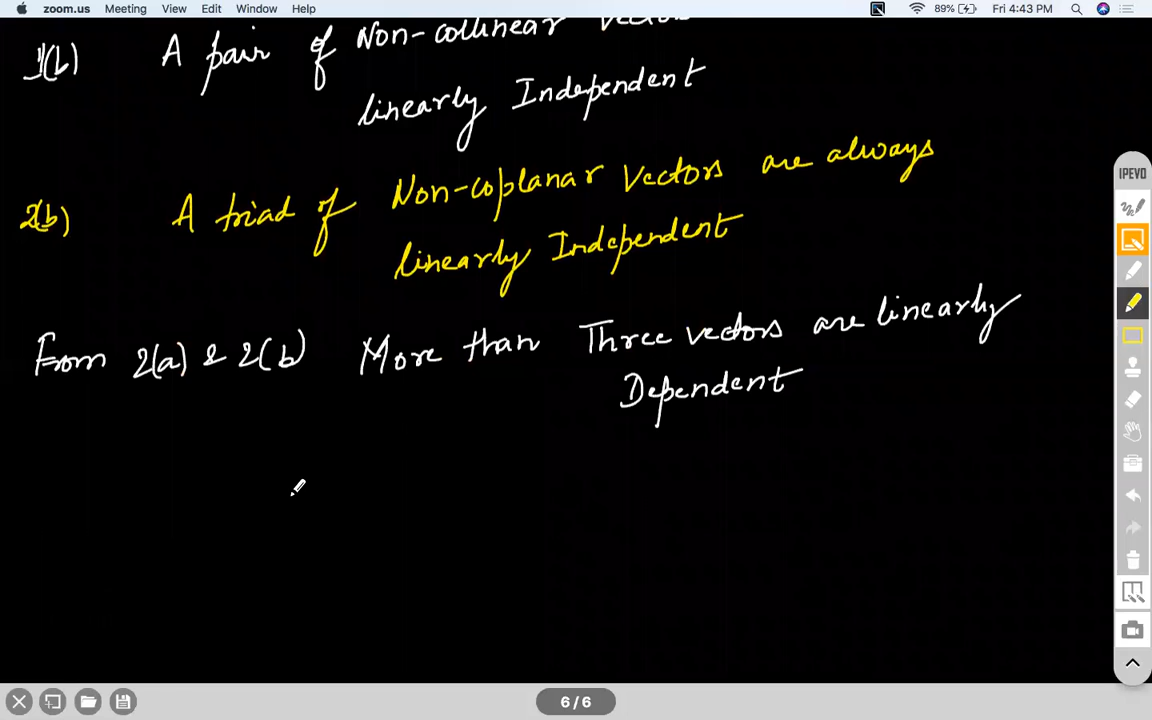 zoom.us Meeting View Edit Window Help 89% Fri 4:43 PM
1(b) A pair of Non-collinear vectors
linearly Independent
IPEVO
2(b) A triad of Non-coplanar vectors are always
linearly Independent
From 2(a) & 2(b) More than Three vectors are linearly
Dependent
6/6